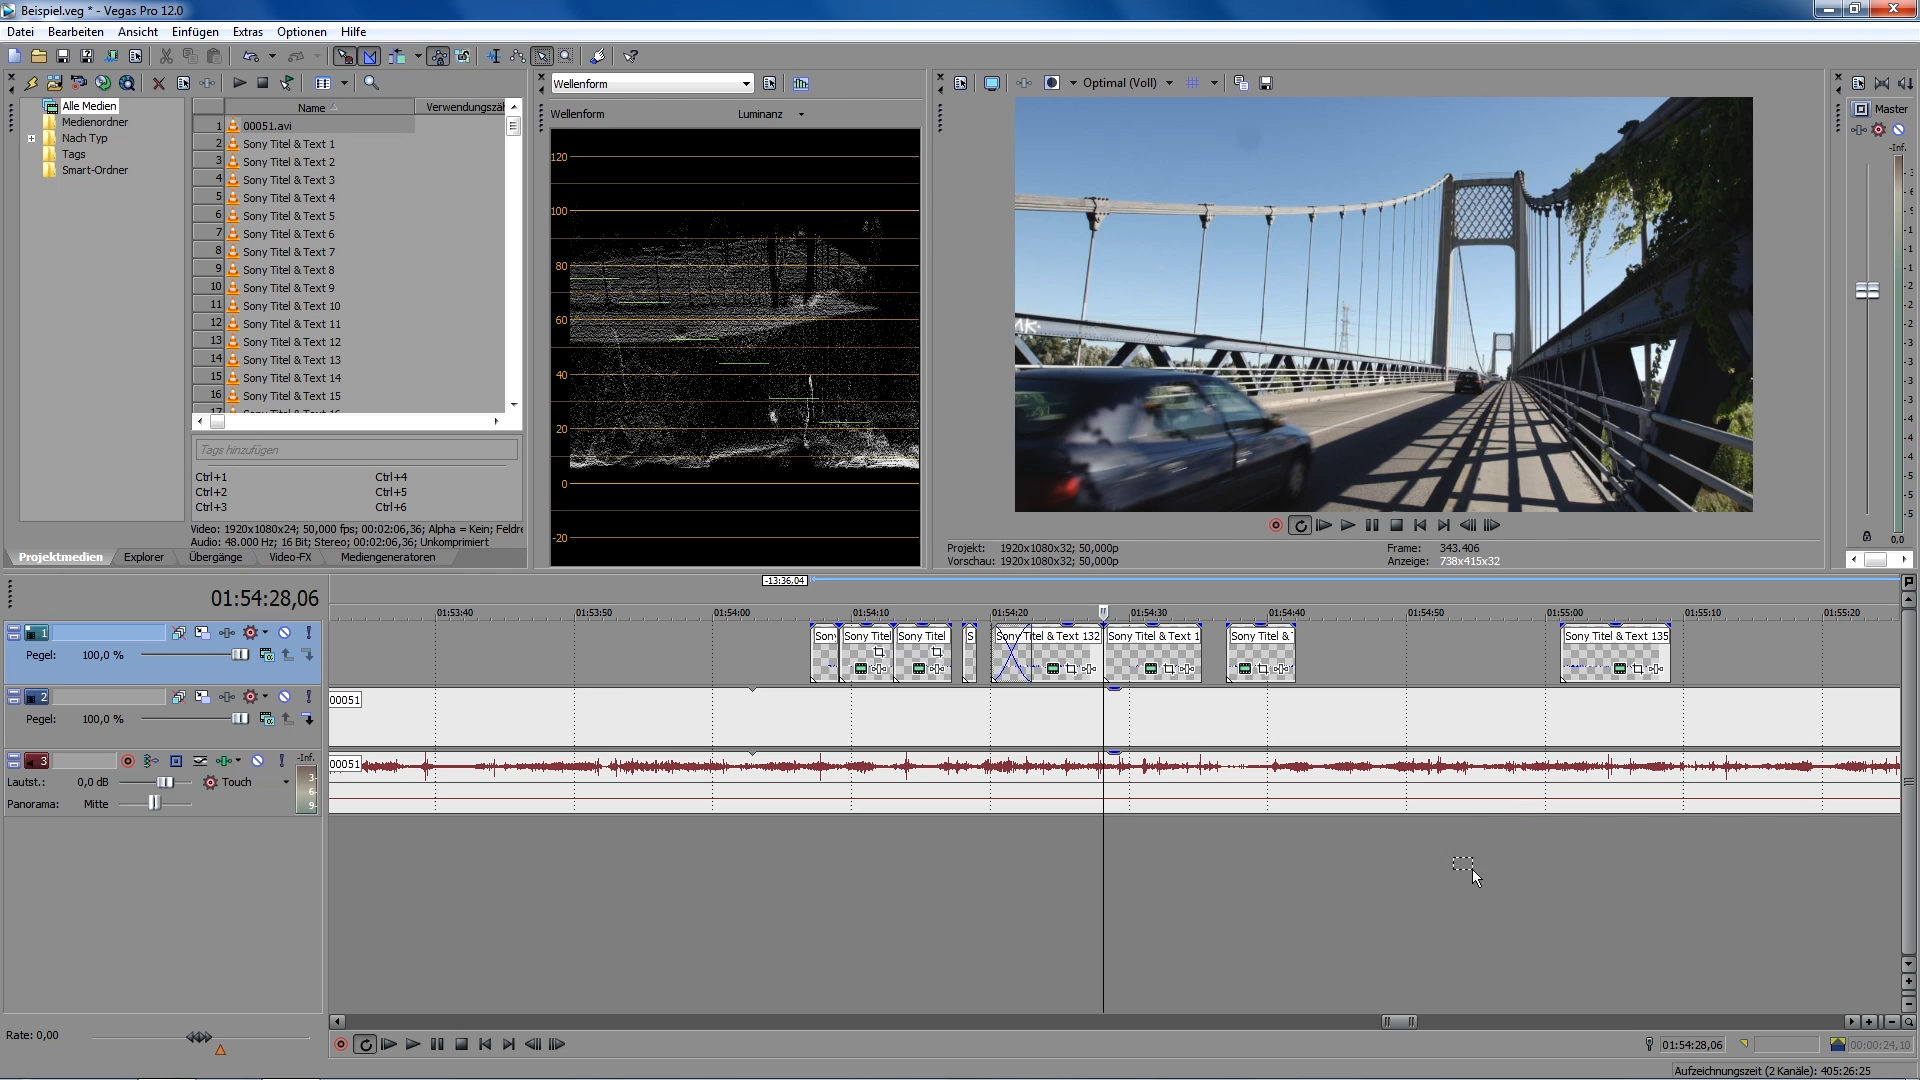 Beispiel.veg * - Vegas Pro 12.0
Datei Bearbeiten Ansicht Einfügen Extras Optionen Hilfe
Alle Medien
Medienordner
Nach Typ
Tags
Smart-Ordner
Name Verwendungszäh
1 00051.avi
2 Sony Titel & Text 1
3 Sony Titel & Text 2
4 Sony Titel & Text 3
5 Sony Titel & Text 4
6 Sony Titel & Text 5
7 Sony Titel & Text 6
8 Sony Titel & Text 7
9 Sony Titel & Text 8
10 Sony Titel & Text 9
11 Sony Titel & Text 10
12 Sony Titel & Text 11
13 Sony Titel & Text 12
14 Sony Titel & Text 13
15 Sony Titel & Text 14
16 Sony Titel & Text 15
Tags hinzufügen
Ctrl+1 Ctrl+4
Ctrl+2 Ctrl+5
Ctrl+3 Ctrl+6
Video: 1920x1080x24; 50,000 fps; 00:02:06,36; Alpha = Kein; Feldre
Audio: 48.000 Hz; 16 Bit; Stereo; 00:02:06,36; Unkomprimiert
Projektmedien Explorer Übergänge Video-FX Mediengeneratoren
Wellenform
Wellenform Luminanz
120
100
80
60
40
20
0
-20
Optimal (Voll)
Projekt: 1920x1080x32; 50,000p Frame: 343.406
Vorschau: 1920x1080x32; 50,000p Anzeige: 738x415x32
Master
-Inf.
0,0
-13:36,04
01:54:28,06
01:53:40 01:53:50 01:54:00 01:54:10 01:54:20 01:54:30 01:54:40 01:54:50 01:55:00 01:55:10 01:55:20
1
Pegel: 100,0 %
Sony Sony Titel Sony Titel S Sony Titel & Text 132 Sony Titel & Text 1 Sony Titel & T Sony Titel & Text 135
2
Pegel: 100,0 %
00051
3
-Inf.
Lautst.: 0,0 dB Touch
Panorama: Mitte
3-
6-
9-
00051
Rate: 0,00
01:54:28,06 00:00:24,10
Aufzeichnungszeit (2 Kanäle): 405:26:25